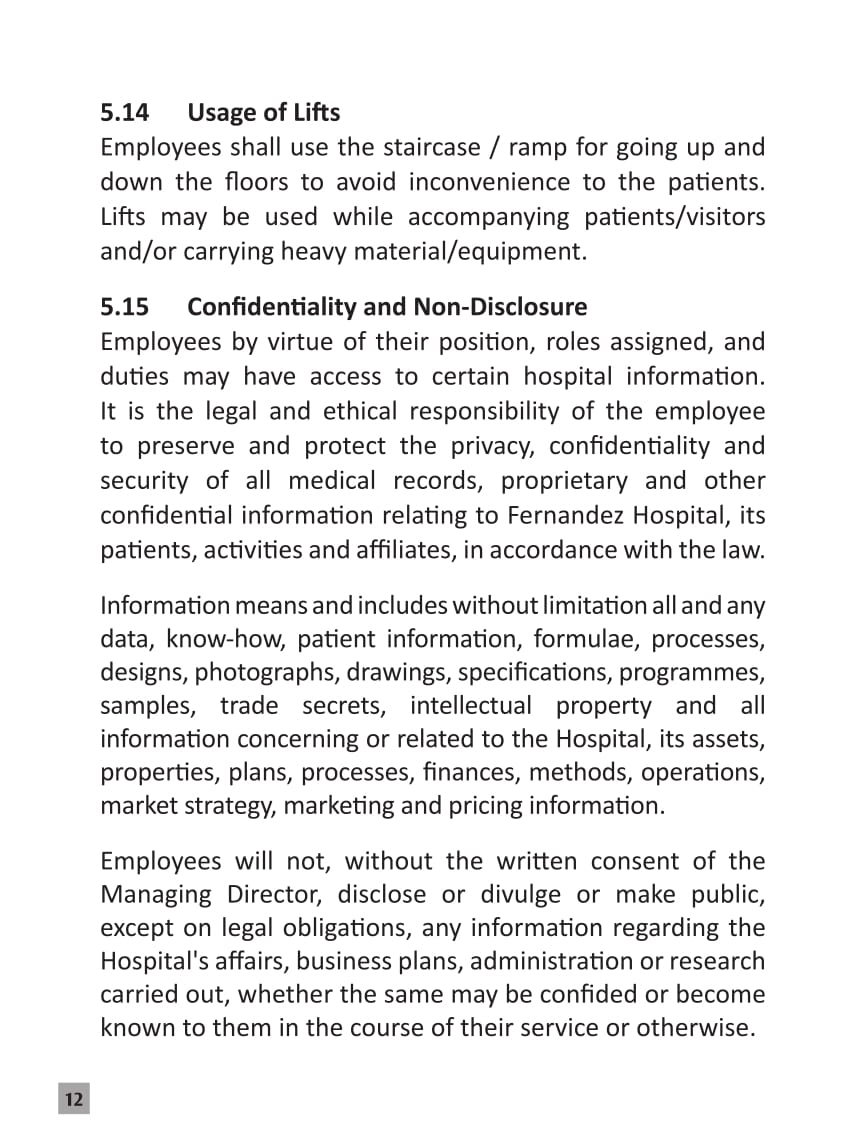 5.14 Usage of Lifts
Employees shall use the staircase / ramp for going up and
down the floors to avoid inconvenience to the patients.
Lifts may be used while accompanying patients/visitors
and/or carrying heavy material/equipment.
5.15 Confidentiality and Non-Disclosure
Employees by virtue of their position, roles assigned, and
duties may have access to certain hospital information.
It is the legal and ethical responsibility of the employee
to preserve and protect the privacy, confidentiality and
security of all medical records, proprietary and other
confidential information relating to Fernandez Hospital, its
patients, activities and affiliates, in accordance with the law.
Information means and includes without limitation all and any
data, know-how, patient information, formulae, processes,
designs, photographs, drawings, specifications, programmes,
samples, trade secrets, intellectual property and all
information concerning or related to the Hospital, its assets,
properties, plans, processes, finances, methods, operations,
market strategy, marketing and pricing information.
Employees will not, without the written consent of the
Managing Director, disclose or divulge or make public,
except on legal obligations, any information regarding the
Hospital's affairs, business plans, administration or research
carried out, whether the same may be confided or become
known to them in the course of their service or otherwise.
12